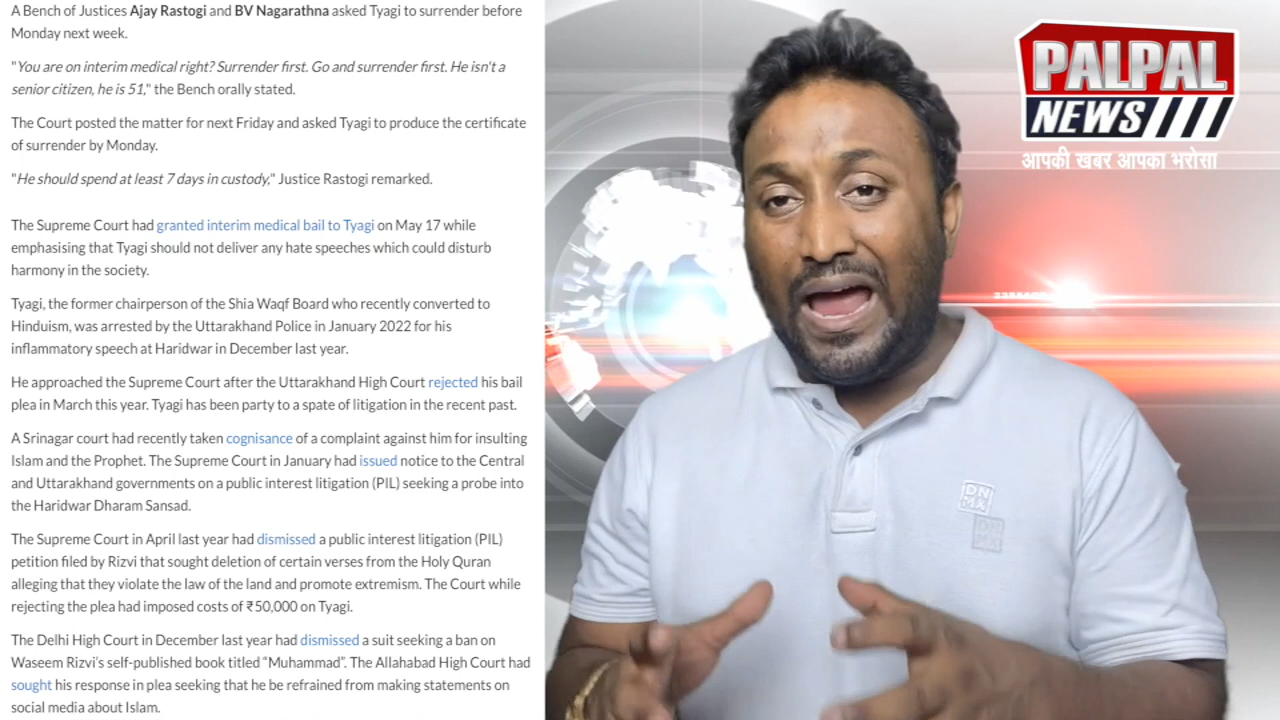 A Bench of Justices Ajay Rastogi and BV Nagarathna asked Tyagi to surrender before
Monday next week.
"You are on interim medical right? Surrender first. Go and surrender first. He isn't a
senior citizen, he is 51," the Bench orally stated.
The Court posted the matter for next Friday and asked Tyagi to produce the certificate
of surrender by Monday.
"He should spend at least 7 days in custody," Justice Rastogi remarked.
The Supreme Court had granted interim medical bail to Tyagi on May 17 while
emphasising that Tyagi should not deliver any hate speeches which could disturb
harmony in the society.
Tyagi, the former chairperson of the Shia Waqf Board who recently converted to
Hinduism, was arrested by the Uttarakhand Police in January 2022 for his
inflammatory speech at Haridwar in December last year.
He approached the Supreme Court after the Uttarakhand High Court rejected his bail
plea in March this year. Tyagi has been party to a spate of litigation in the recent past.
A Srinagar court had recently taken cognisance of a complaint against him for insulting
Islam and the Prophet. The Supreme Court in January had issued notice to the Central
and Uttarakhand governments on a public interest litigation (PIL) seeking a probe into
the Haridwar Dharam Sansad.
The Supreme Court in April last year had dismissed a public interest litigation (PIL)
petition filed by Rizvi that sought deletion of certain verses from the Holy Quran
alleging that they violate the law of the land and promote extremism. The Court while
rejecting the plea had imposed costs of ₹50,000 on Tyagi.
The Delhi High Court in December last year had dismissed a suit seeking a ban on
Waseem Rizvi's self-published book titled “Muhammad”. The Allahabad High Court had
sought his response in plea seeking that he be refrained from making statements on
social media about Islam.
PALPAL
NEWS
आपकी खबर आपका भरोसा
DN
MX
DN
MX